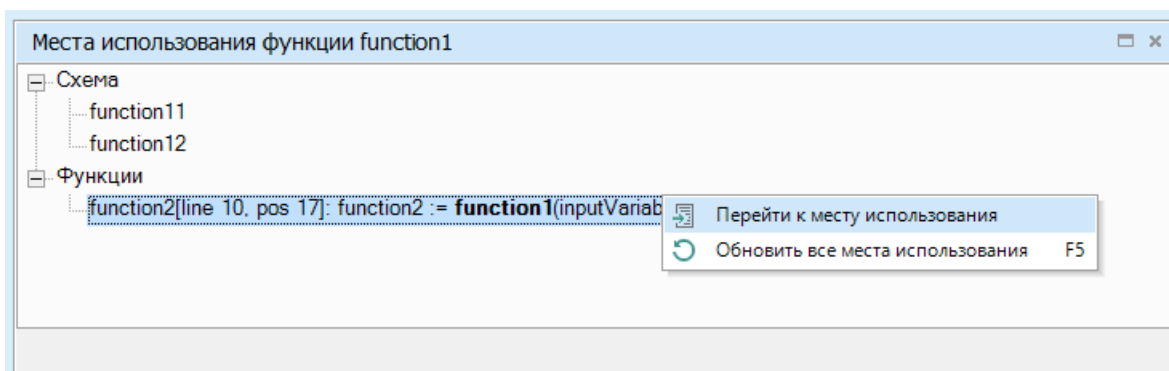 Места использования функции function1
Схема
function11
function12
Функции
function2[line 10, pos 17]: function2 := function1(inputVariab
Перейти к месту использования
Обновить все места использования F5